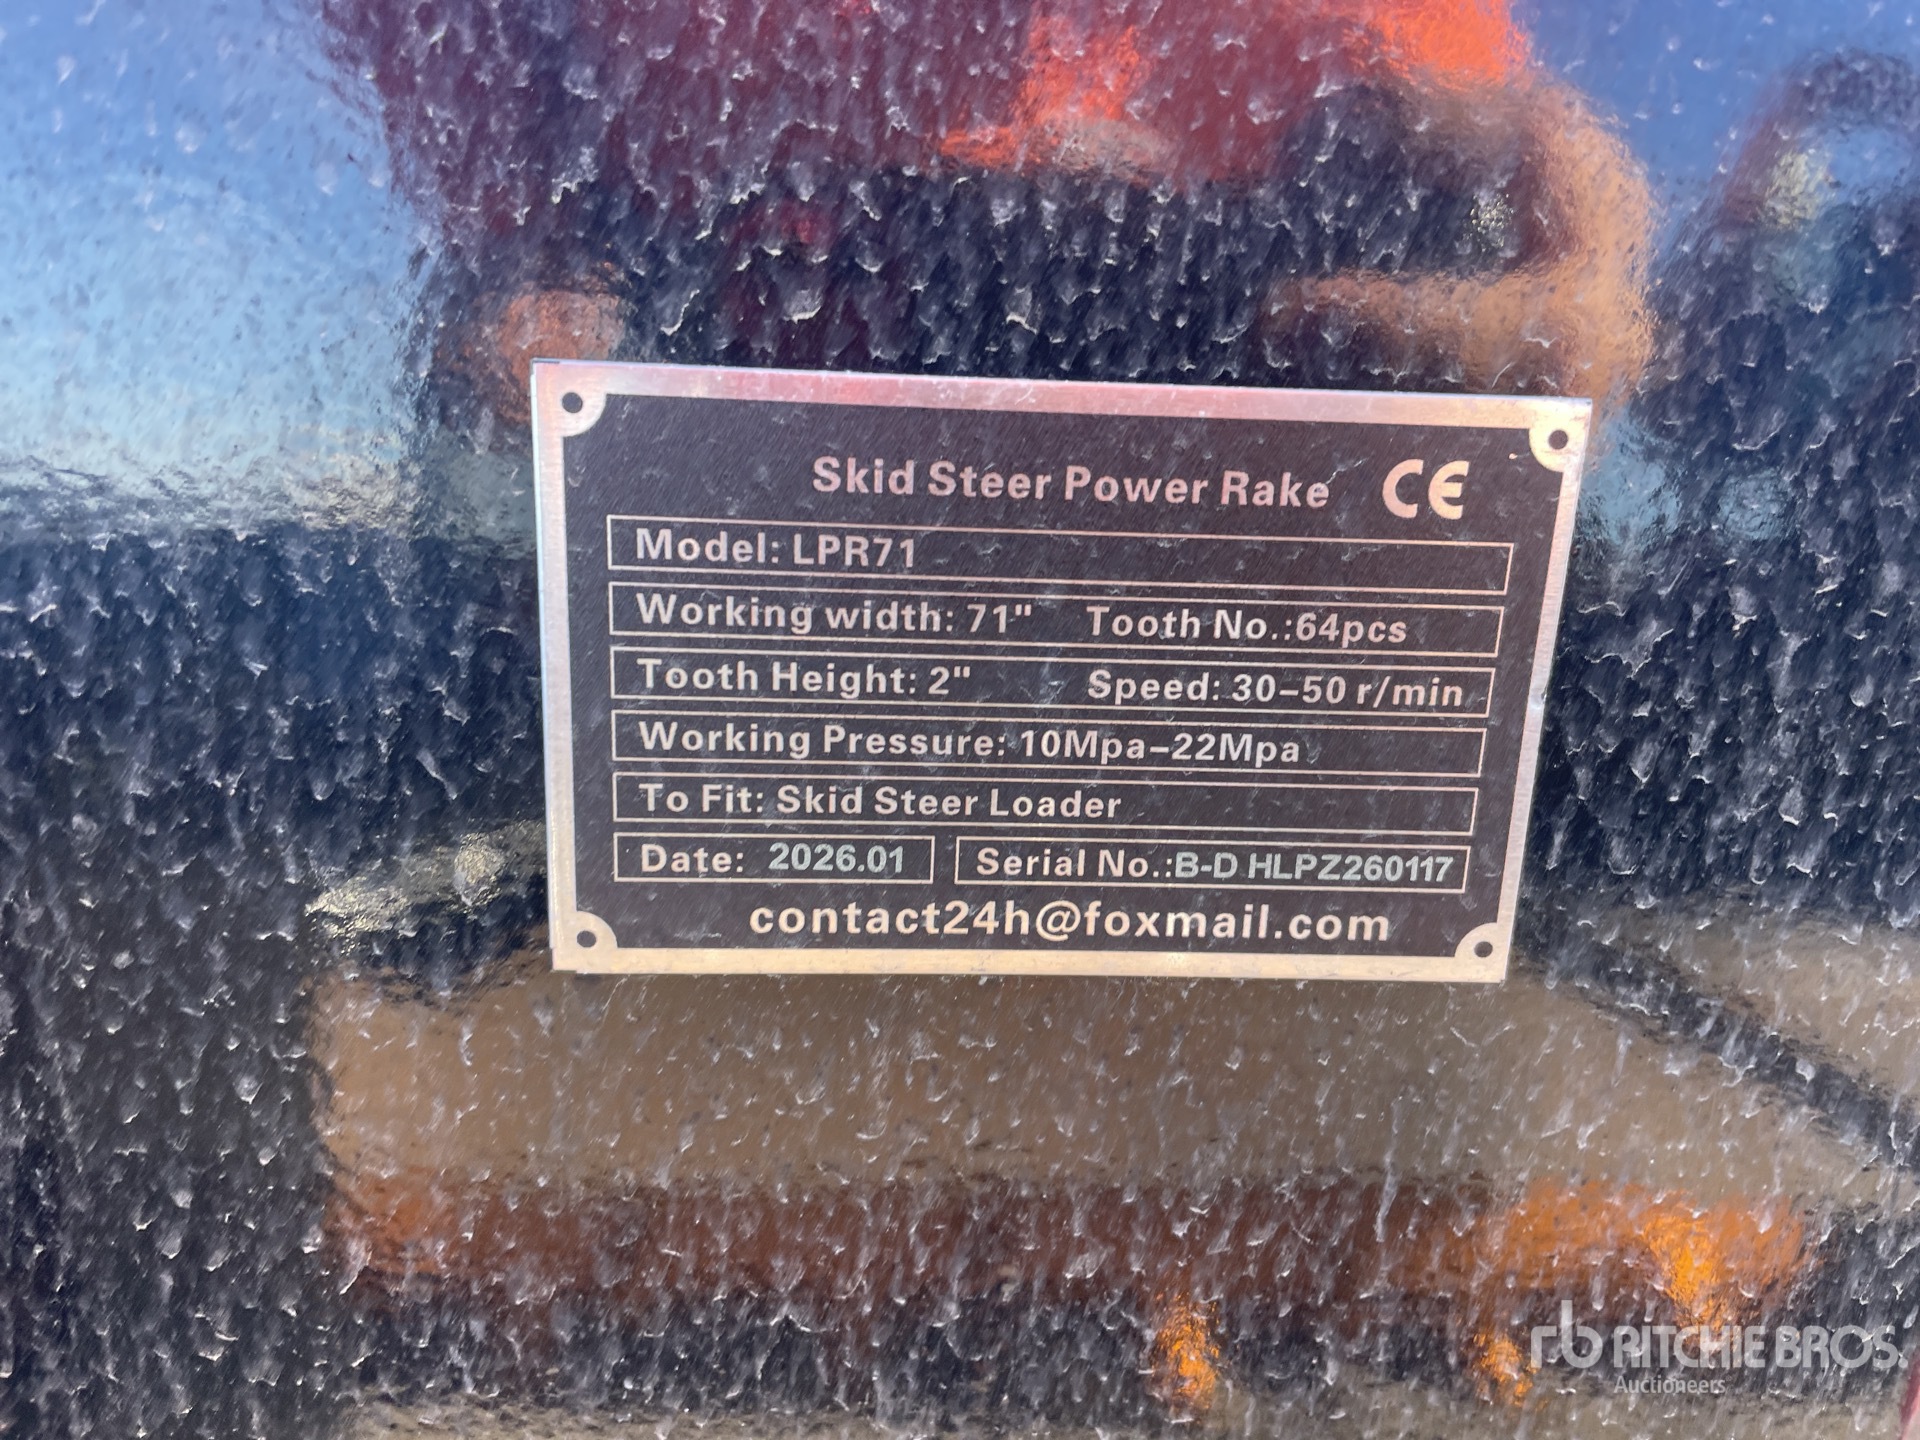 Skid Steer Power Rake CE
Model: LPR71
Working width: 71" Tooth No.:64pcs
Tooth Height: 2" Speed: 30-50 r/min
Working Pressure: 10Mpa-22Mpa
To Fit: Skid Steer Loader
Date: 2026.01 Serial No.:B-D HLPZ260117
contact24h@foxmail.com
rb RITCHIE BROS.
Auctioneers